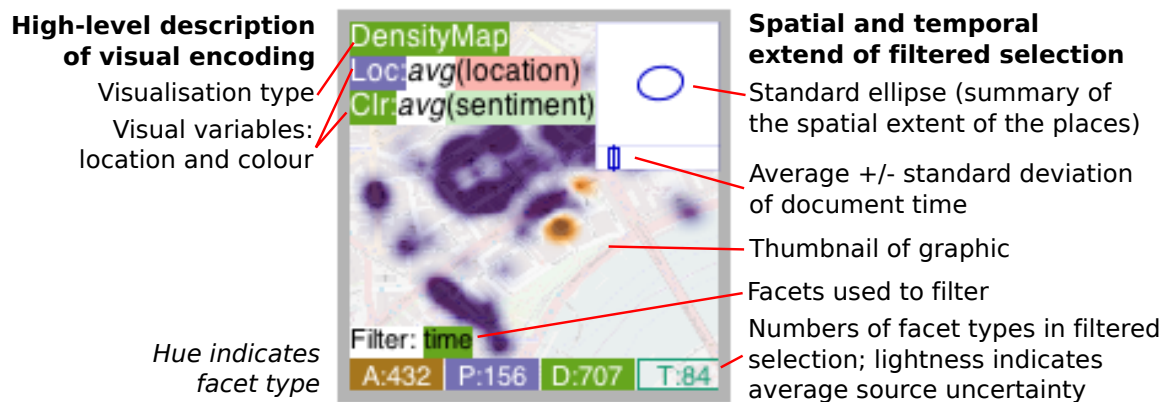 High-level description
of visual encoding
Visualisation type
Visual variables:
location and colour
Hue indicates
facet type
DensityMap
Loc:avg(location)
Clr:avg(sentiment)
Filter: time
A:432 P:156 D:707 T:84
Spatial and temporal
extend of filtered selection
Standard ellipse (summary of
the spatial extent of the places)
Average +/- standard deviation
of document time
Thumbnail of graphic
Facets used to filter
Numbers of facet types in filtered
selection; lightness indicates
average source uncertainty